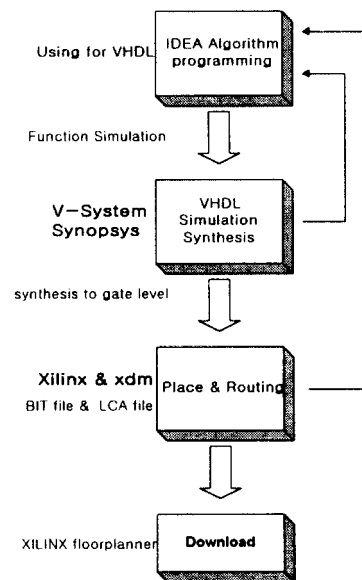 Using for VHDL
IDEA Algorithm
programming
Function Simulation
V-System
Synopsys
VHDL
Simulation
Synthesis
synthesis to gate level
Xilinx & xdm
BIT file & LCA file
Place & Routing
XILINX floorplanner
Download